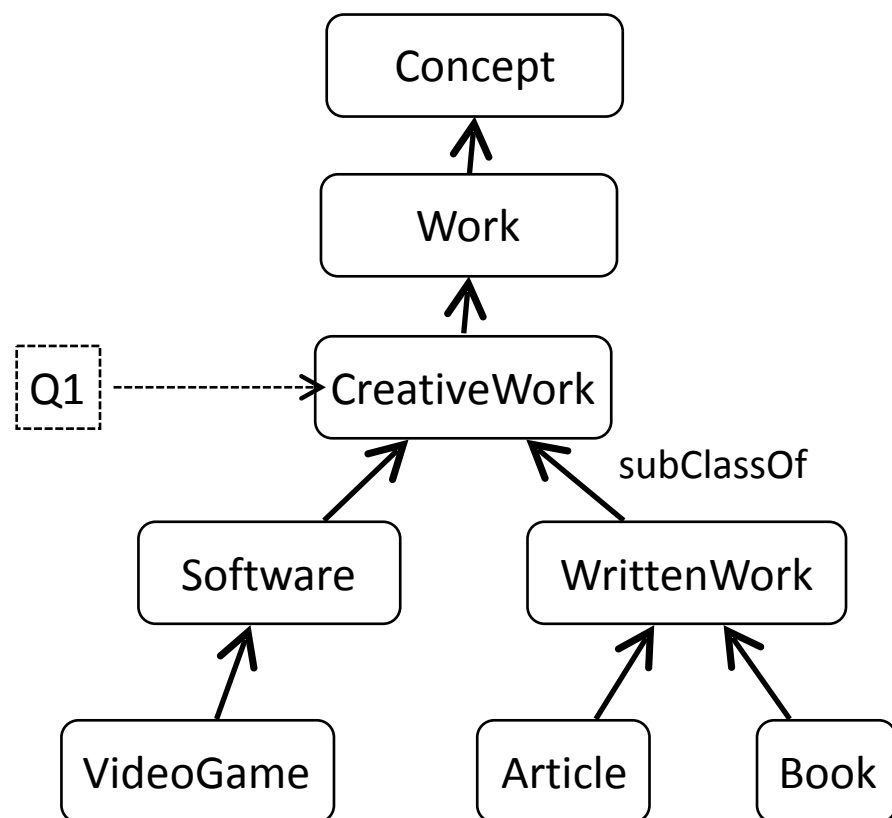 Concept
Work
Q1
CreativeWork
subClassOf
Software
WrittenWork
VideoGame
Article
Book